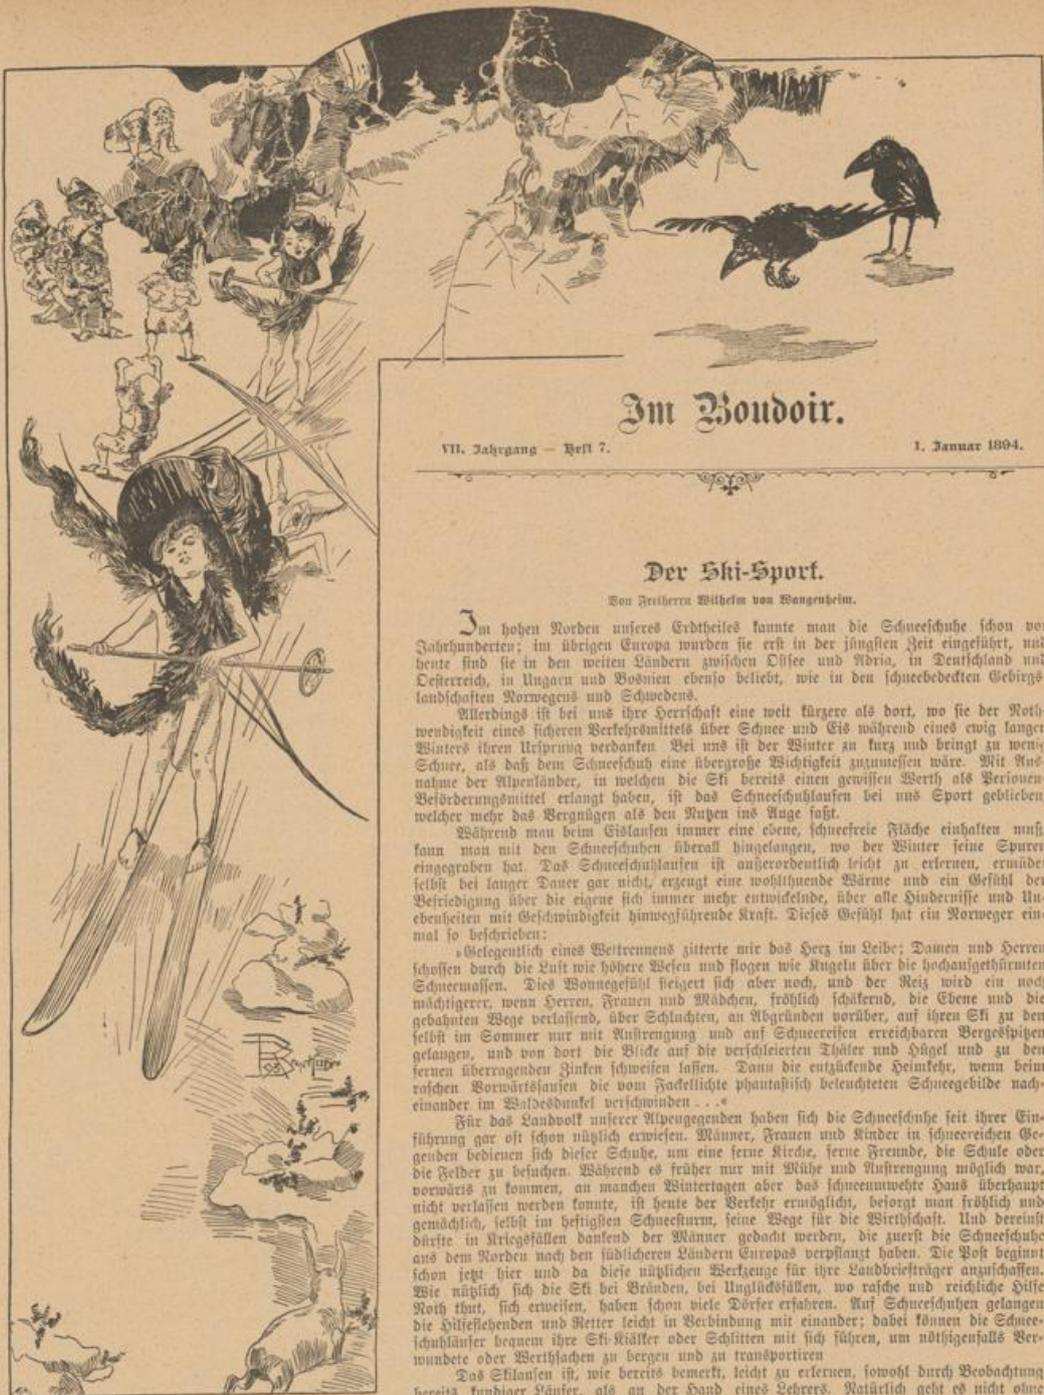 Im Boudoir.
VII. Jahrgang — Heft 7.
1. Januar 1894.
Der Ski-Sport.
Von Freiherrn Wilhelm von Wangenheim.
Im hohen Norden unseres Erdtheiles kannte man die Schneeschuhe schon vo
Jahrhunderten; im übrigen Europa wurden sie erst in der jüngsten Zeit eingeführt, und
heute sind sie in den weiten Ländern zwischen Ostsee und Adria, in Deutschland und
Oesterreich, in Ungarn und Bosnien ebenso beliebt, wie in den schneebedeckten Gebirgs-
landschaften Norwegens und Schwedens.
Allerdings ist bei uns ihre Herrschaft eine weit kürzere als dort, wo sie der Noth-
wendigkeit eines sicheren Verkehrsmittels über Schnee und Eis während eines ewig langen
Winters ihren Ursprung verdanken Bei uns ist der Winter zu kurz und bringt zu wenig
Schnee, als daß dem Schneeschuh eine übergroße Wichtigkeit zuzumessen wäre. Mit Aus-
nahme der Alpenländer, in welchen die Ski bereits einen gewissen Werth als Personen-
Beförderungsmittel erlangt haben, ist das Schneeschuhlaufen bei uns Sport geblieben
welcher mehr das Vergnügen als den Nutzen ins Auge faßt.
Während man beim Eislaufen immer eine ebene, schneefreie Fläche einhalten muß,
kann man mit den Schneeschuhen überall hingelangen, wo der Winter seine Spuren
eingegraben hat. Das Schneeschuhlaufen ist außerordentlich leicht zu erlernen, ermüdet
selbst bei langer Dauer gar nicht, erzeugt eine wohlthuende Wärme und ein Gefühl der
Befriedigung über die eigene sich immer mehr entwickelnde, über alle Hindernisse und Un-
ebenheiten mit Geschwindigkeit hinwegführende Kraft. Dieses Gefühl hat ein Norweger ein-
mal so beschrieben:
»Gelegentlich eines Wettrennens zitterte mir das Herz im Leibe; Damen und Herren
schossen durch die Luft wie höhere Wesen und flogen wie Kugeln über die hochaufgethürmten
Schneemassen. Dies Wonnegefühl steigert sich aber noch, und der Reiz wird ein noch
mächtigerer, wenn Herren, Frauen und Mädchen, fröhlich schäkernd, die Ebene und die
gebahnten Wege verlassend, über Schluchten, an Abgründen vorüber, auf ihren Ski zu den
selbst im Sommer nur mit Anstrengung und auf Schneereifen erreichbaren Bergesspitzen
gelangen, und von dort die Blicke auf die verschleierten Thäler und Hügel und zu den
fernen überragenden Zinken schweifen lassen. Dann die entzückende Heimkehr, wenn beim
raschen Vorwärtssausen die vom Fackellichte phantastisch beleuchteten Schneegebilde nach-
einander im Waldesdunkel verschwinden . . .«
Für das Landvolk unserer Alpengegenden haben sich die Schneeschuhe seit ihrer Ein-
führung gar oft schon nützlich erwiesen. Männer, Frauen und Kinder in schneereichen Ge-
genden bedienen sich dieser Schuhe, um eine ferne Kirche, ferne Freunde, die Schule oder
die Felder zu besuchen. Während es früher nur mit Mühe und Anstrengung möglich war,
vorwärts zu kommen, an manchen Wintertagen aber das schneeumwehte Haus überhaupt
nicht verlassen werden konnte, ist heute der Verkehr ermöglicht, besorgt man fröhlich und
gemächlich, selbst im heftigsten Schneesturm, seine Wege für die Wirthschaft. Und dereinst
dürfte in Kriegsfällen dankend der Männer gedacht werden, die zuerst die Schneeschuhe
aus dem Norden nach den südlicheren Ländern Europas verpflanzt haben. Die Post beginnt
schon jetzt hier und da diese nützlichen Werkzeuge für ihre Landbriefträger anzuschaffen.
Wie nützlich sich die Ski bei Bränden, bei Unglücksfällen, wo rasche und reichliche Hilfe
Noth thut, sich erweisen, haben schon viele Dörfer erfahren. Auf Schneeschuhen gelangen
die Hilfeflehenden und Retter leicht in Verbindung mit einander; dabei können die Schnee-
schuhläufer bequem ihre Ski-Kiälker oder Schlitten mit sich führen, um nöthigenfalls Ver-
wundete oder Werthsachen zu bergen und zu transportiren
Das Skilaufen ist, wie bereits bemerkt, leicht zu erlernen, sowohl durch Beobachtung
bereits kundiger Läufer, als an der Hand eines Lehrers. Natürlich geht es nicht ohne